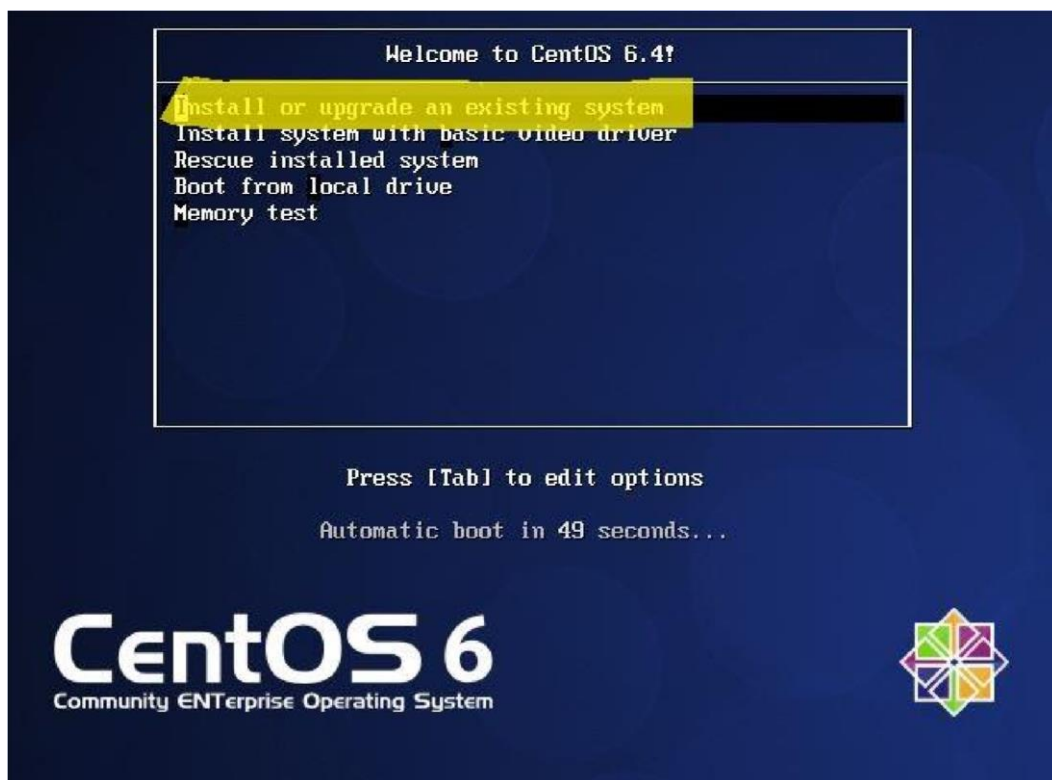 Welcome to CentOS 6.4!
Install or upgrade an existing system
Install system with basic video driver
Rescue installed system
Boot from local drive
Memory test
Press [Tab] to edit options
Automatic boot in 49 seconds...
CentOS 6
Community ENTerprise Operating System